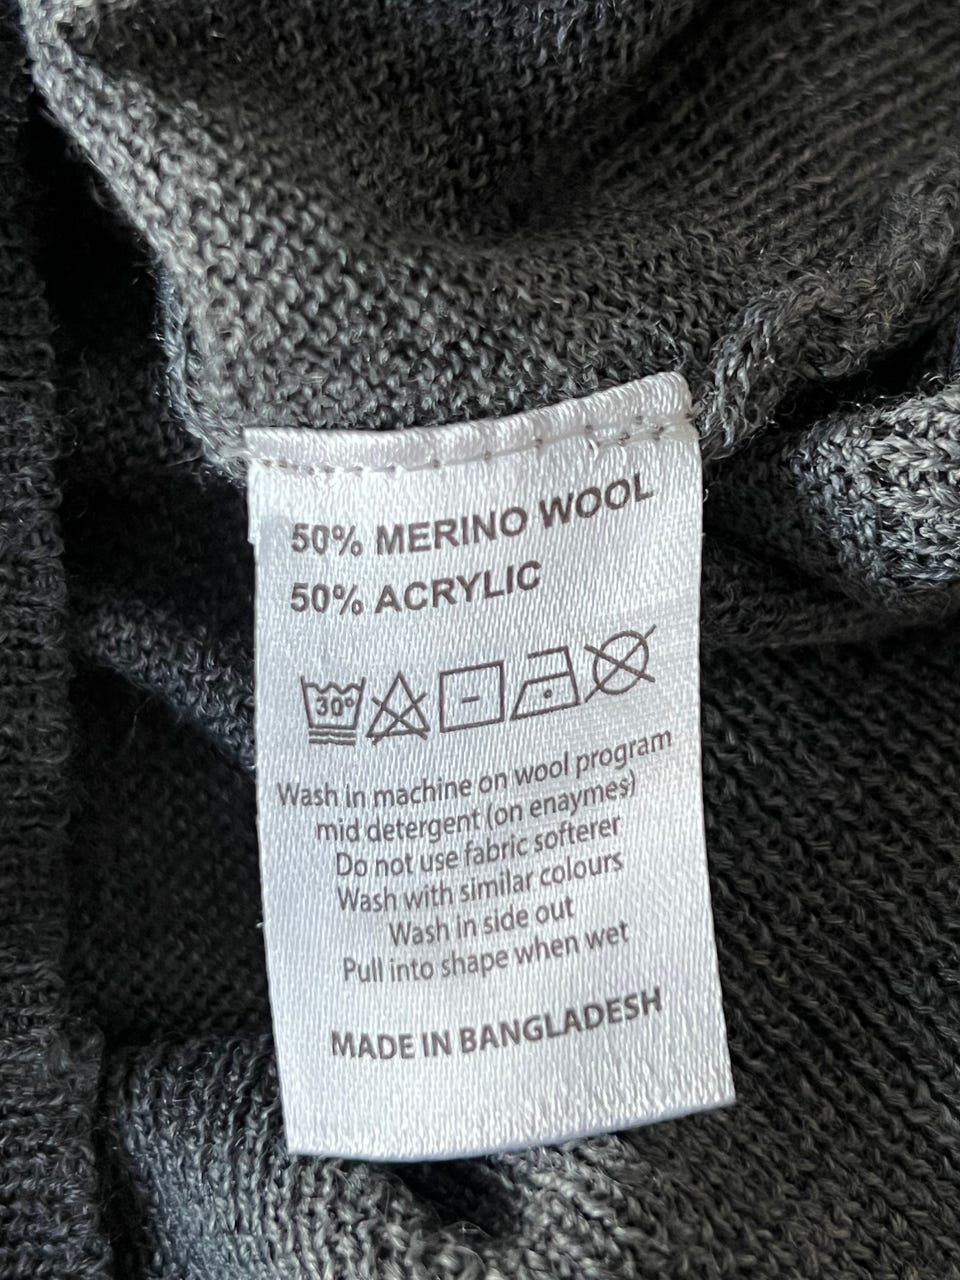 50% MERINO WOOL
50% ACRYLIC
30°
Wash in machine on wool program
mid detergent (on enaymes)
Do not use fabric softerer
Wash with similar colours
Wash in side out
Pull into shape when wet
MADE IN BANGLADESH